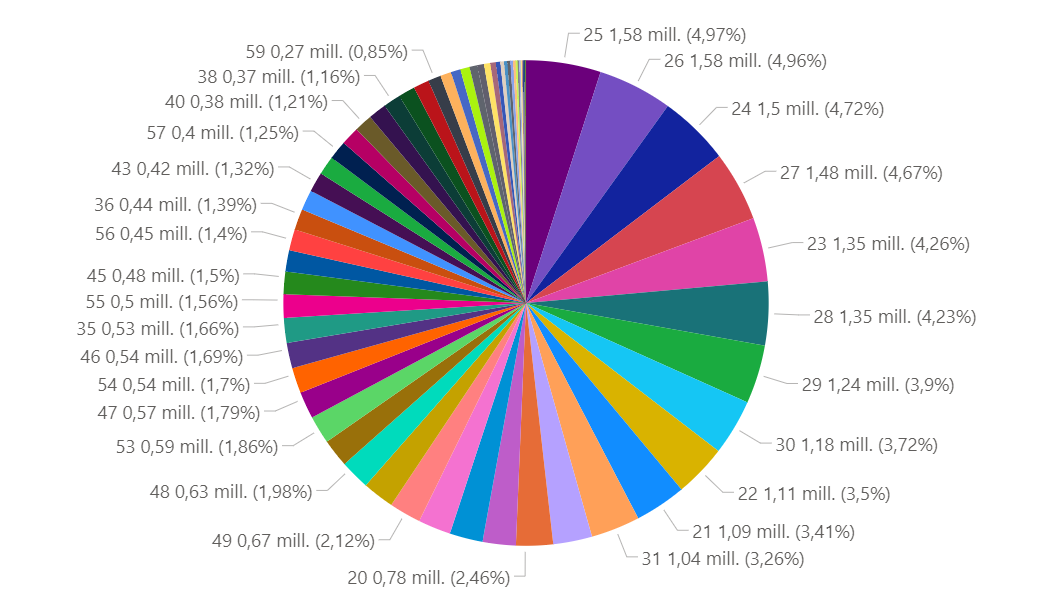 25 1,58 mill. (4,97%)
26 1,58 mill. (4,96%)
24 1,5 mill. (4,72%)
27 1,48 mill. (4,67%)
23 1,35 mill. (4,26%)
28 1,35 mill. (4,23%)
29 1,24 mill. (3,9%)
30 1,18 mill. (3,72%)
22 1,11 mill. (3,5%)
21 1,09 mill. (3,41%)
31 1,04 mill. (3,26%)
20 0,78 mill. (2,46%)
49 0,67 mill. (2,12%)
48 0,63 mill. (1,98%)
53 0,59 mill. (1,86%)
47 0,57 mill. (1,79%)
54 0,54 mill. (1,7%)
46 0,54 mill. (1,69%)
35 0,53 mill. (1,66%)
55 0,5 mill. (1,56%)
45 0,48 mill. (1,5%)
56 0,45 mill. (1,4%)
36 0,44 mill. (1,39%)
43 0,42 mill. (1,32%)
57 0,4 mill. (1,25%)
40 0,38 mill. (1,21%)
38 0,37 mill. (1,16%)
59 0,27 mill. (0,85%)